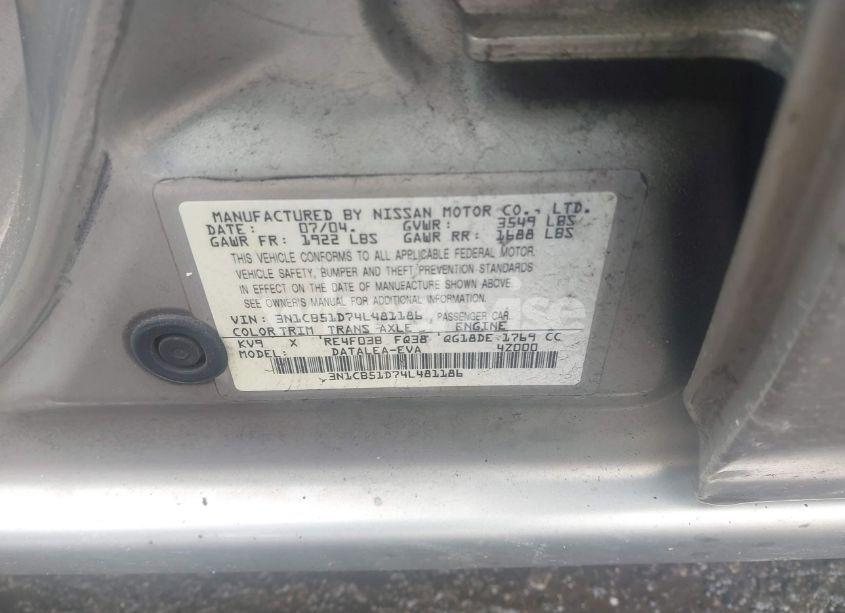 MANUFACTURED BY NISSAN MOTOR CO., LTD.
DATE: 07/04. GVWR: 3549 LBS
GAWR FR: 1922 LBS GAWR RR: 1688 LBS
THIS VEHICLE CONFORMS TO ALL APPLICABLE FEDERAL MOTOR
VEHICLE SAFETY, BUMPER AND THEFT PREVENTION STANDARDS
IN EFFECT ON THE DATE OF MANUFACTURE SHOWN ABOVE.
SEE OWNER'S MANUAL FOR ADDITIONAL INFORMATION.
VIN: 3N1CB51D74L481186 PASSENGER CAR
COLOR TRIM TRANS AXLE ENGINE
KV9 X RE4F03B FQ38 QG18DE 1769 CC
MODEL: DATALEA-EVA 4Z000
3N1CB51D74L481186